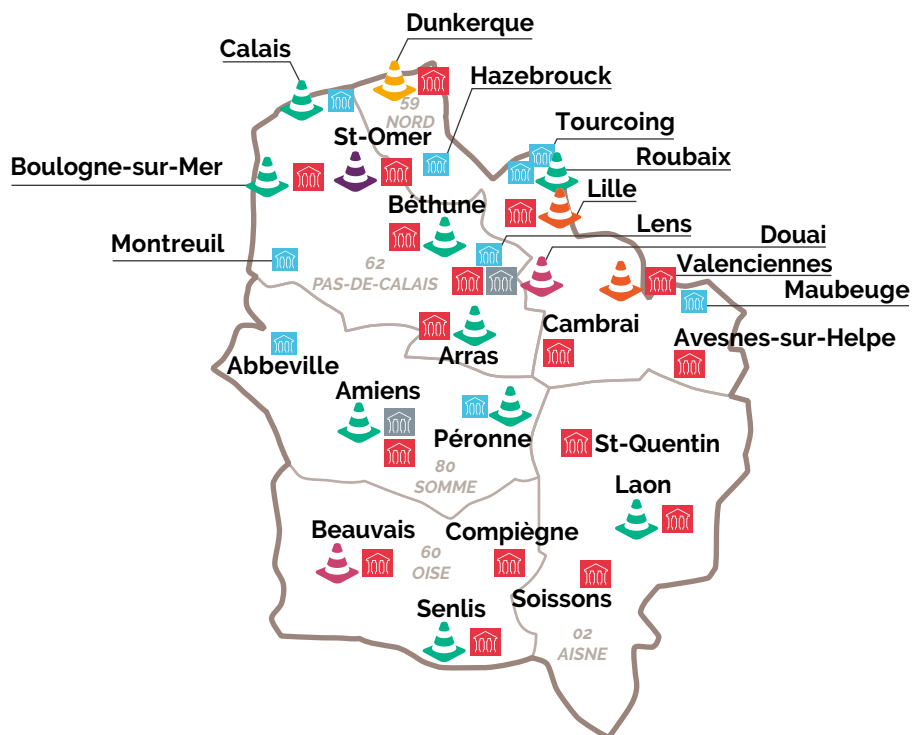 Dunkerque
Calais
Hazebrouck
59
NORD
St-Omer
Tourcoing
Boulogne-sur-Mer
Roubaix
Lille
Béthune
Lens
Douai
Montreuil
62
PAS-DE-CALAIS
Valenciennes
Maubeuge
Cambrai
Avesnes-sur-Helpe
Arras
Abbeville
Amiens
Péronne
St-Quentin
80
SOMME
Laon
Beauvais
Compiègne
60
OISE
Soissons
Senlis
02
AISNE